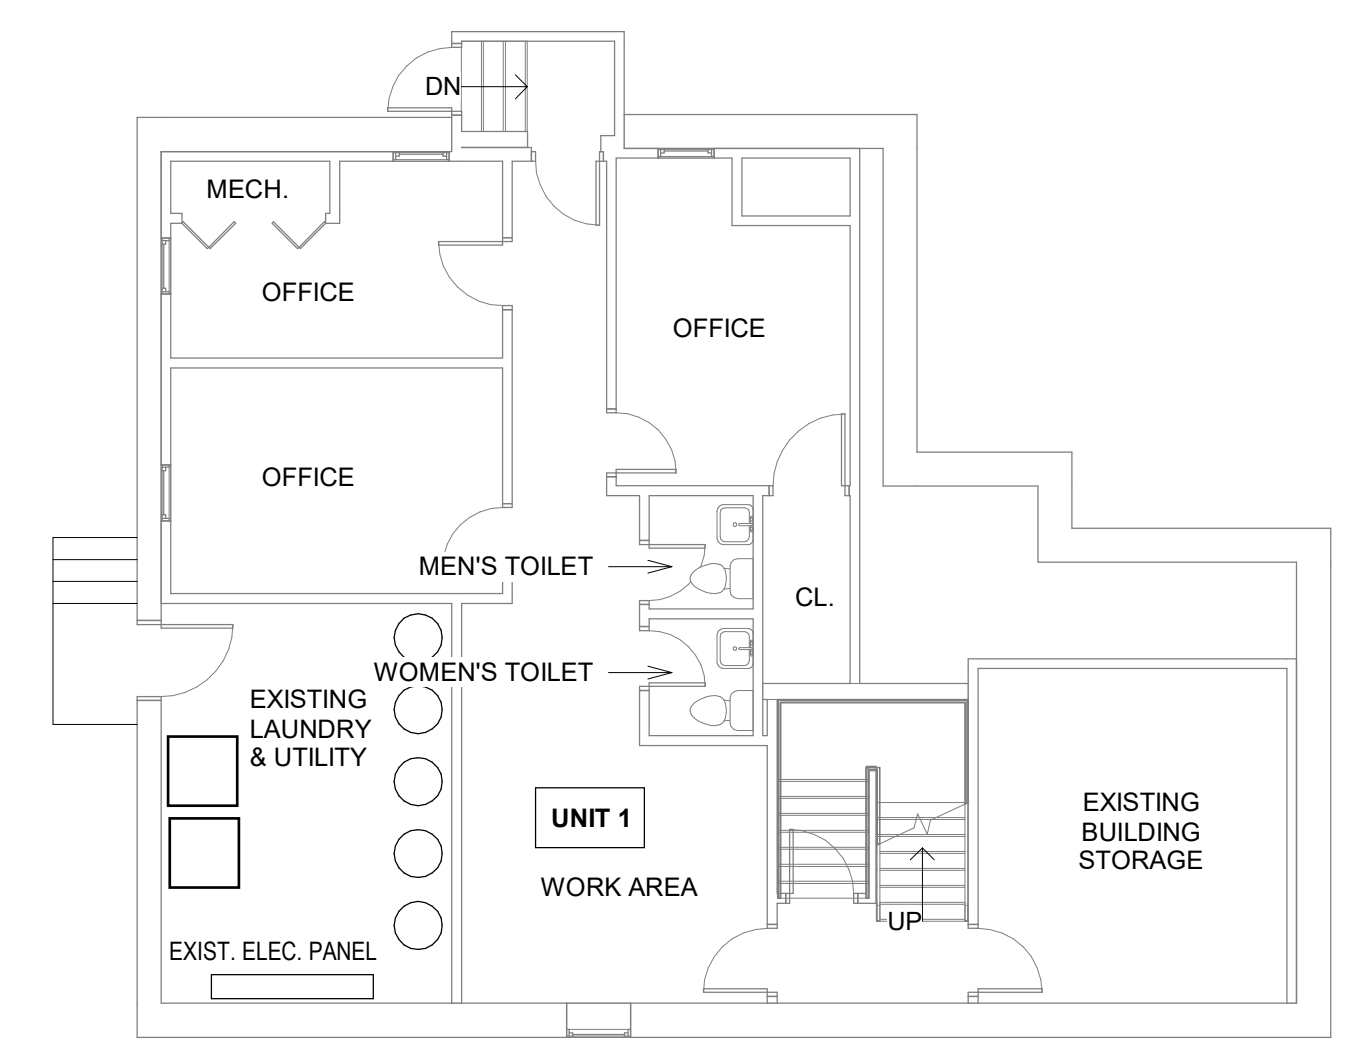 DN
MECH.
OFFICE
OFFICE
OFFICE
MEN'S TOILET
CL.
WOMEN'S TOILET
EXISTING
LAUNDRY
& UTILITY
UNIT 1
WORK AREA
EXISTING
BUILDING
STORAGE
UP
EXIST. ELEC. PANEL